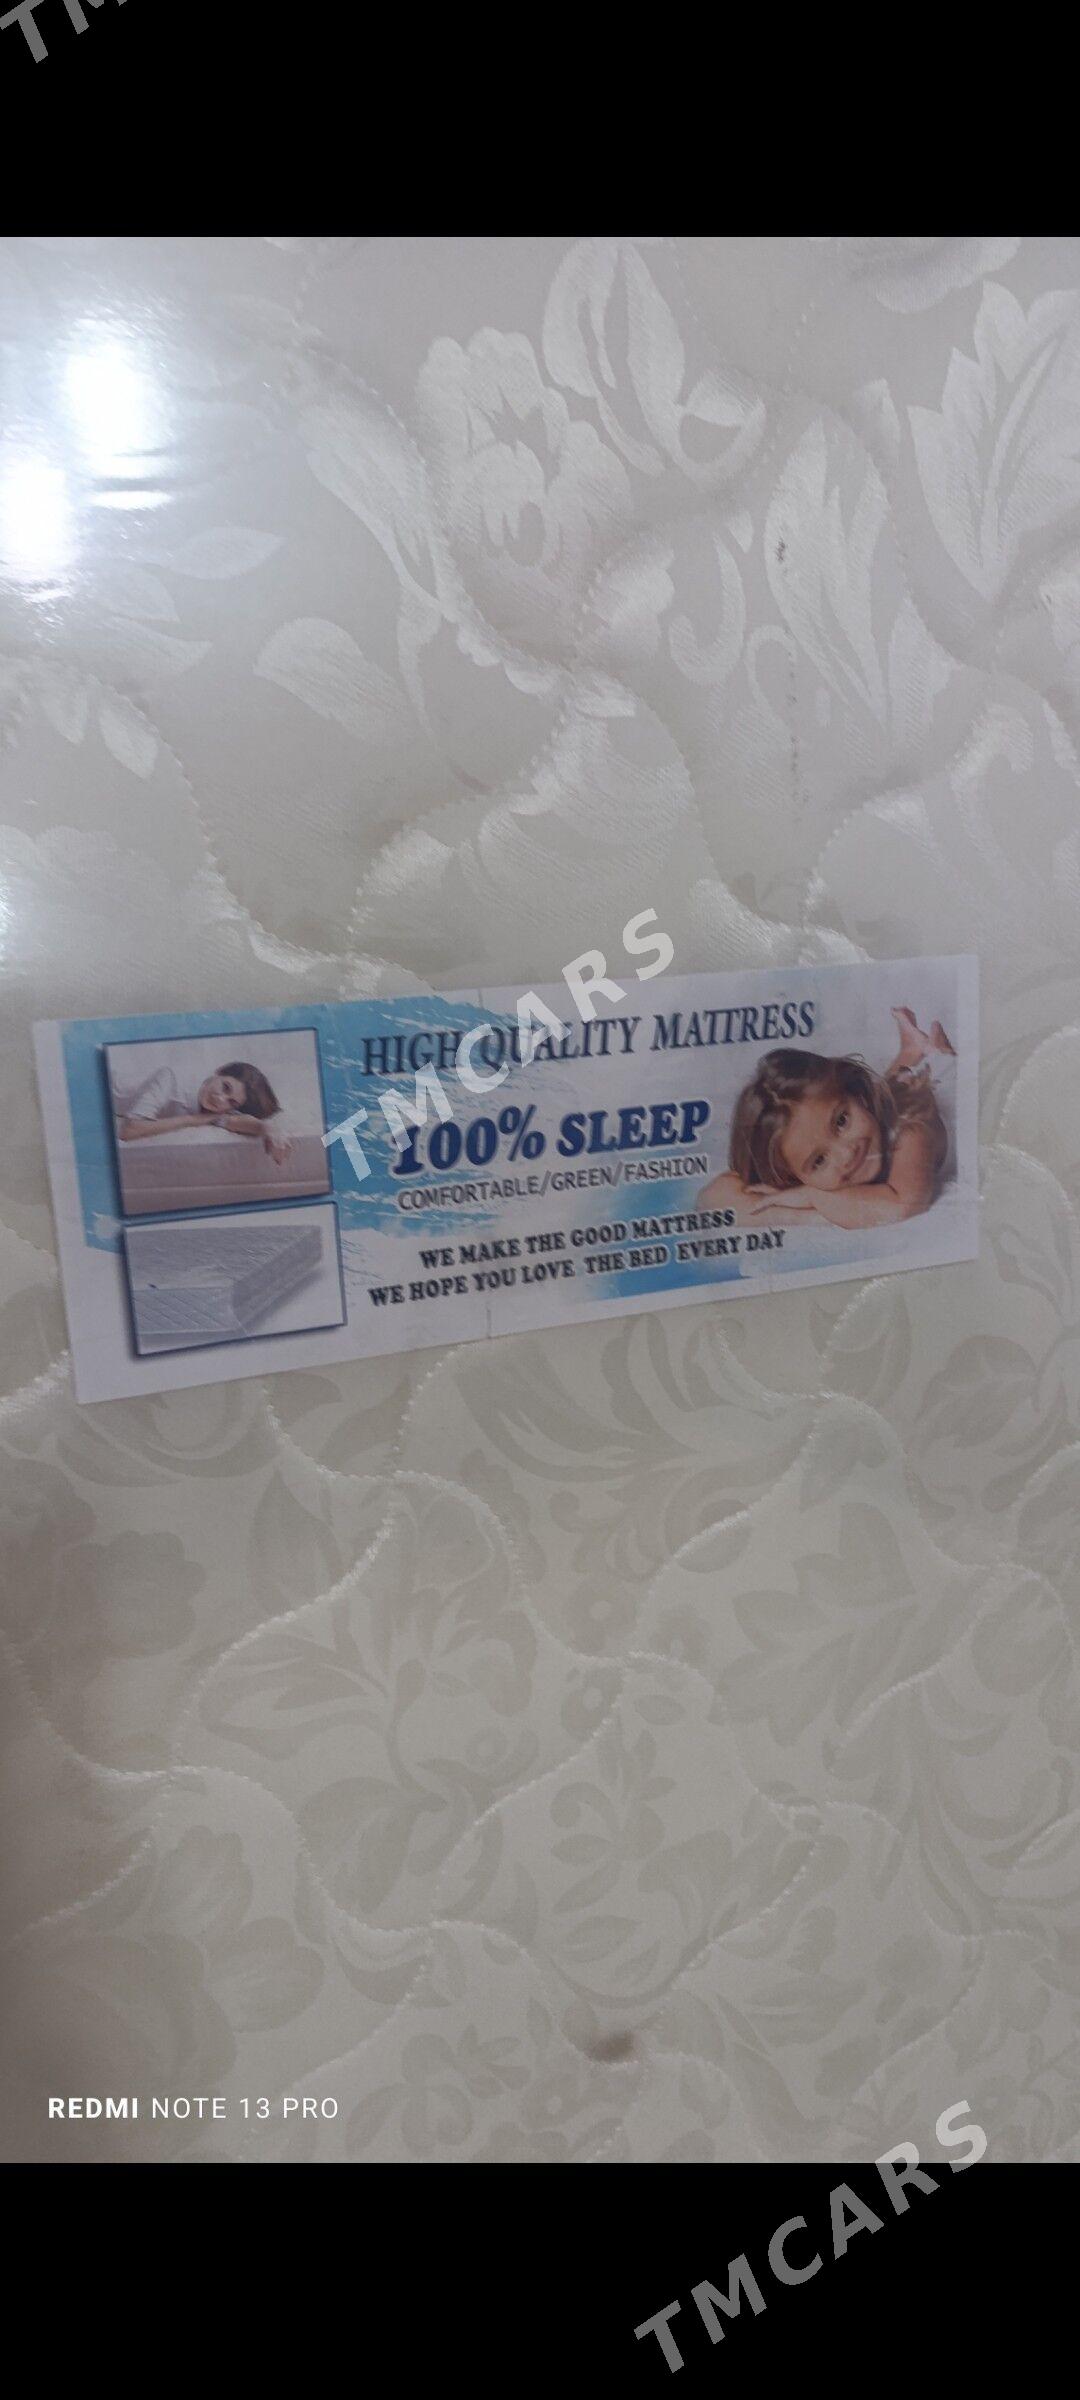 TM
HIGH QUALITY MATTRESS
TMCARS
100% SLEEP
COMFORTABLE/GREEN/FASHION
WE MAKE THE GOOD MATTRESS
WE HOPE YOU LOVE THE BED EVERY DAY
REDMI NOTE 13 PRO
TMCARS